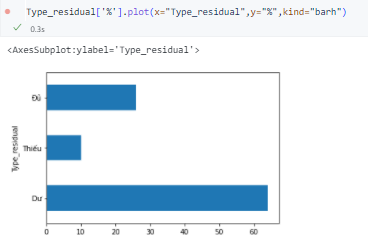 Type_residual['%'].plot(x="Type_residual",y="%",kind="barh")
0.3s
<AxesSubplot:ylabel='Type_residual'>
Type_residual
Đủ
Thiếu
Dư
0 10 20 30 40 50 60